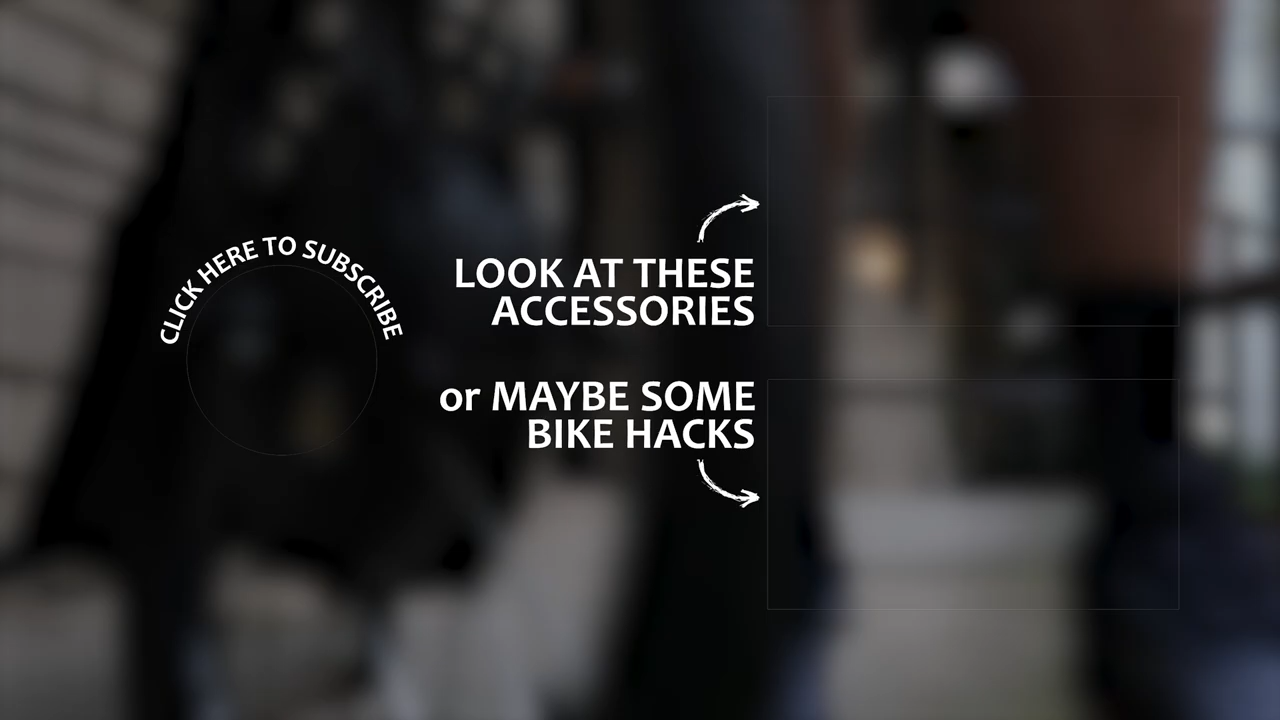 CLICK HERE TO SUBSCRIBE
LOOK AT THESE
ACCESSORIES
or MAYBE SOME
BIKE HACKS